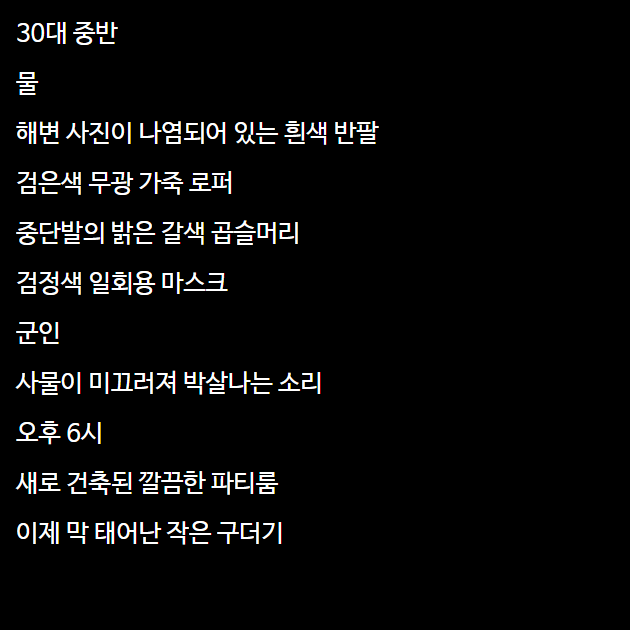 30대 중반
물
해변 사진이 나염되어 있는 흰색 반팔
검은색 무광 가죽 로퍼
중단발의 밝은 갈색 곱슬머리
검정색 일회용 마스크
군인
사물이 미끄러져 박살나는 소리
오후 6시
새로 건축된 깔끔한 파티룸
이제 막 태어난 작은 구더기